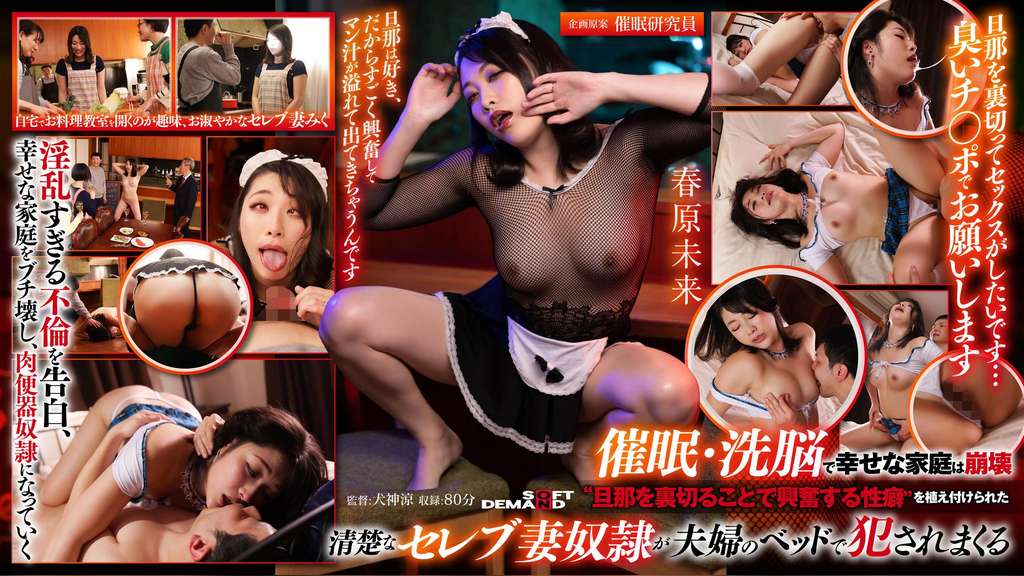 自宅でお料理教室を開くのが趣味、お淑やかなセレブ妻みく
淫乱すぎる不倫を告白、
幸せな家庭をブチ壊し、肉便器奴隷になっていく
旦那は好き、
だからすごく興奮して
マン汁が溢れて出てきちゃうんです
企画原案 催眠研究員
春原未来
旦那を裏切ってセックスがしたいです…
臭いチ〇ポでお願いします
催眠・洗脳で幸せな家庭は崩壊
“旦那を裏切ることで興奮する性癖”を植え付けられた
監督:犬神涼 収録:80分
SOFT ON DEMAND
清楚なセレブ妻奴隷が夫婦のベッドで犯されまくる